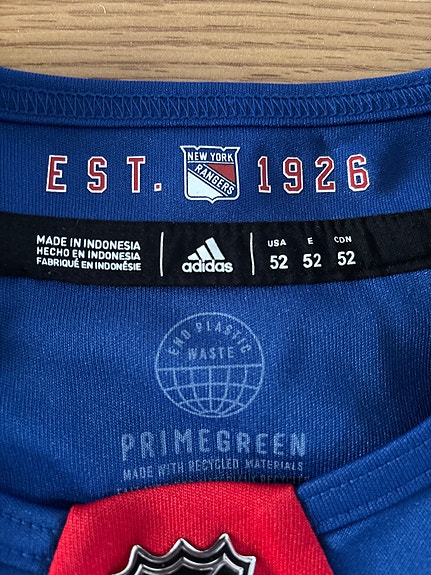 EST. NEW YORK RANGERS 1926
MADE IN INDONESIA
HECHO EN INDONESIA
FABRIQUÉ EN INDONÉSIE
adidas
USA E CDN
52 52 52
END PLASTIC
WASTE
PRIMEGREEN
MADE WITH RECYCLED MATERIALS